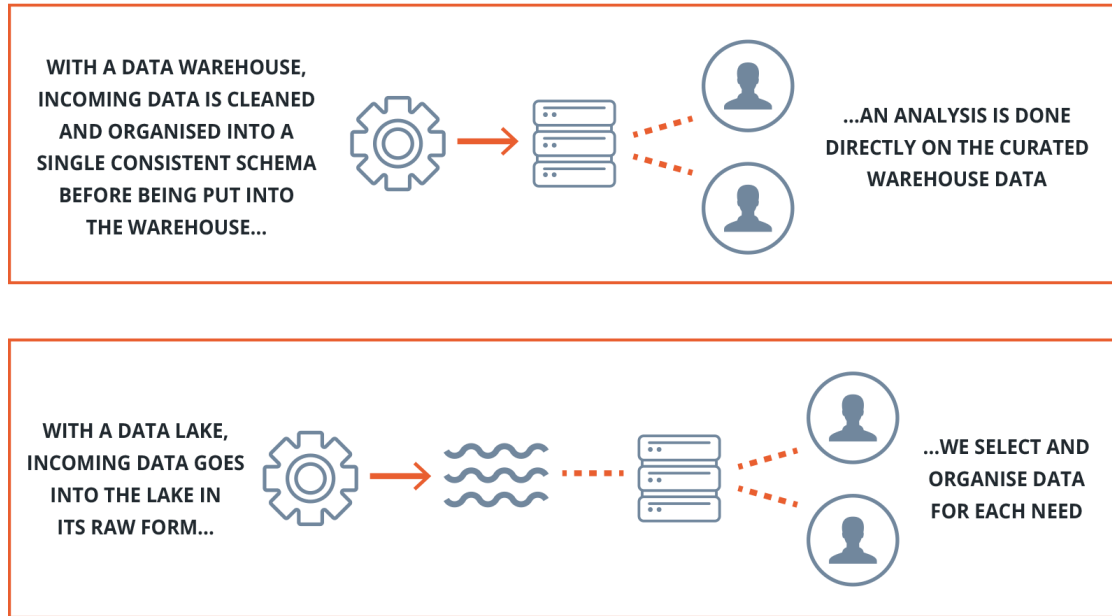 WITH A DATA WAREHOUSE,
INCOMING DATA IS CLEANED
AND ORGANISED INTO A
SINGLE CONSISTENT SCHEMA
BEFORE BEING PUT INTO
THE WAREHOUSE...
...AN ANALYSIS IS DONE
DIRECTLY ON THE CURATED
WAREHOUSE DATA
WITH A DATA LAKE,
INCOMING DATA GOES
INTO THE LAKE IN
ITS RAW FORM...
...WE SELECT AND
ORGANISE DATA
FOR EACH NEED